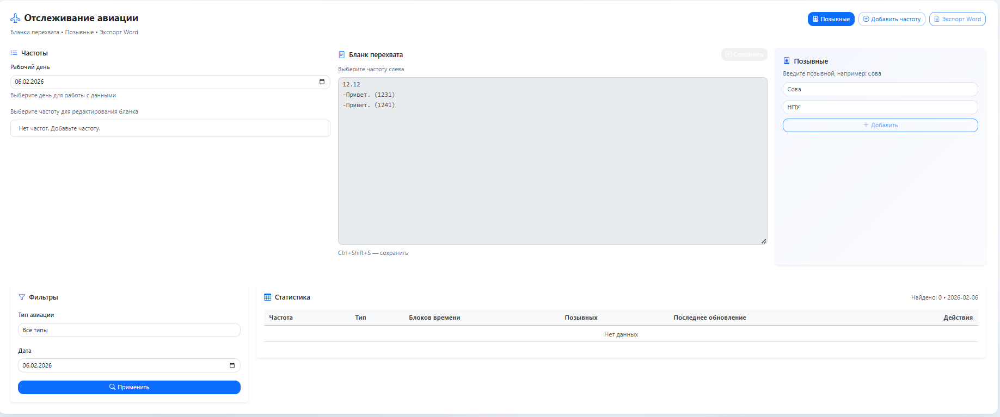 Отслеживание авиации
Бланки перехвата • Позывные • Экспорт Word
Позывные
Добавить частоту
Экспорт Word
Частоты
Рабочий день
06.02.2026
Выберите день для работы с данными
Выберите частоту для редактирования бланка
Нет частот. Добавьте частоту.
Бланк перехвата
Сохранить
Выберите частоту слева
12.12
-Привет. (1231)
-Привет. (1241)
Ctrl+Shift+S — сохранить
Позывные
Введите позывной, например: Сова
Сова
НПУ
+ Добавить
Фильтры
Тип авиации
Все типы
Дата
06.02.2026
Применить
Статистика
Найдено: 0 • 2026-02-06
Частота Тип Блоков времени Позывных Последнее обновление Действия
Нет данных